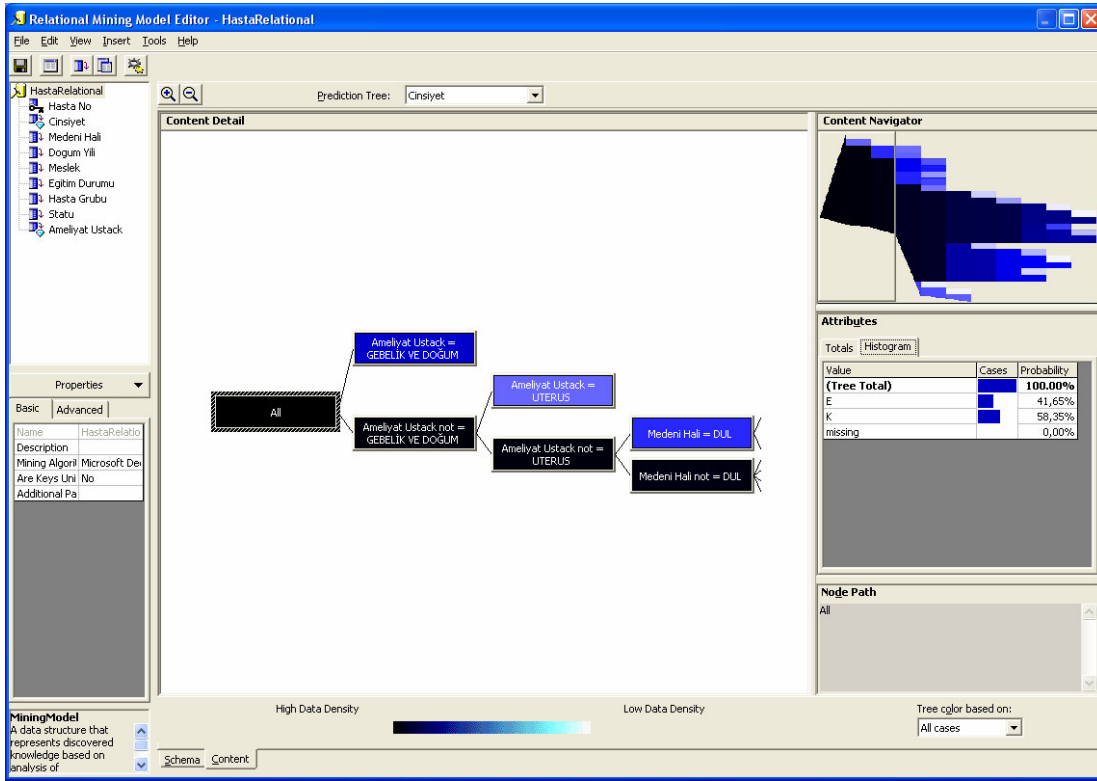 Relational Mining Model Editor - HastaRelational
File Edit View Insert Tools Help
HastaRelational
Hasta No
Cinsiyet
Medeni Hali
Dogum Yili
Meslek
Egitim Durumu
Hasta Grubu
Statu
Ameliyat Ustack
Properties
Basic Advanced
Name HastaRelatio
Description
Mining Algorit Microsoft De
Are Keys Uni No
Additional Pa
MiningModel
A data structure that
represents discovered
knowledge based on
analysis of
Prediction Tree: Cinsiyet
Content Detail
All
Ameliyat Ustack =
GEBELİK VE DOĞUM
Ameliyat Ustack not =
GEBELİK VE DOĞUM
Ameliyat Ustack =
UTERUS
Ameliyat Ustack not =
UTERUS
Medeni Hali = DUL
Medeni Hali not = DUL
High Data Density
Low Data Density
Schema Content
Content Navigator
Attributes
Totals Histogram
Value Cases Probability
(Tree Total) 100.00%
E 41,65%
K 58,35%
missing 0,00%
Node Path
All
Tree color based on:
All cases